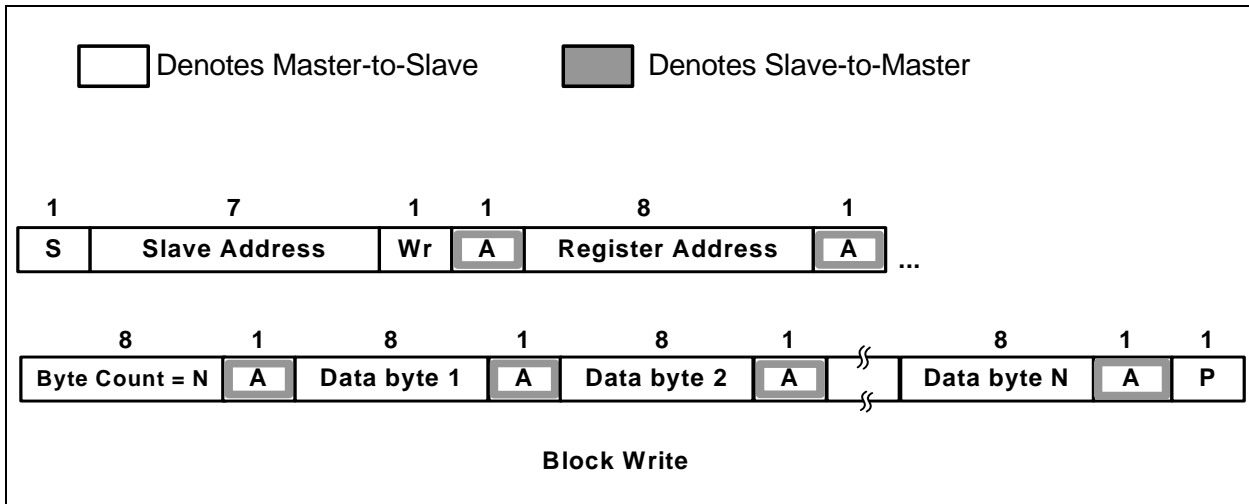 Denotes Master-to-Slave Denotes Slave-to-Master
1 7 1 1 8 1
S Slave Address Wr A Register Address A ...
8 1 8 1 8 1 8 1 1
Byte Count = N A Data byte 1 A Data byte 2 A Data byte N A P
Block Write